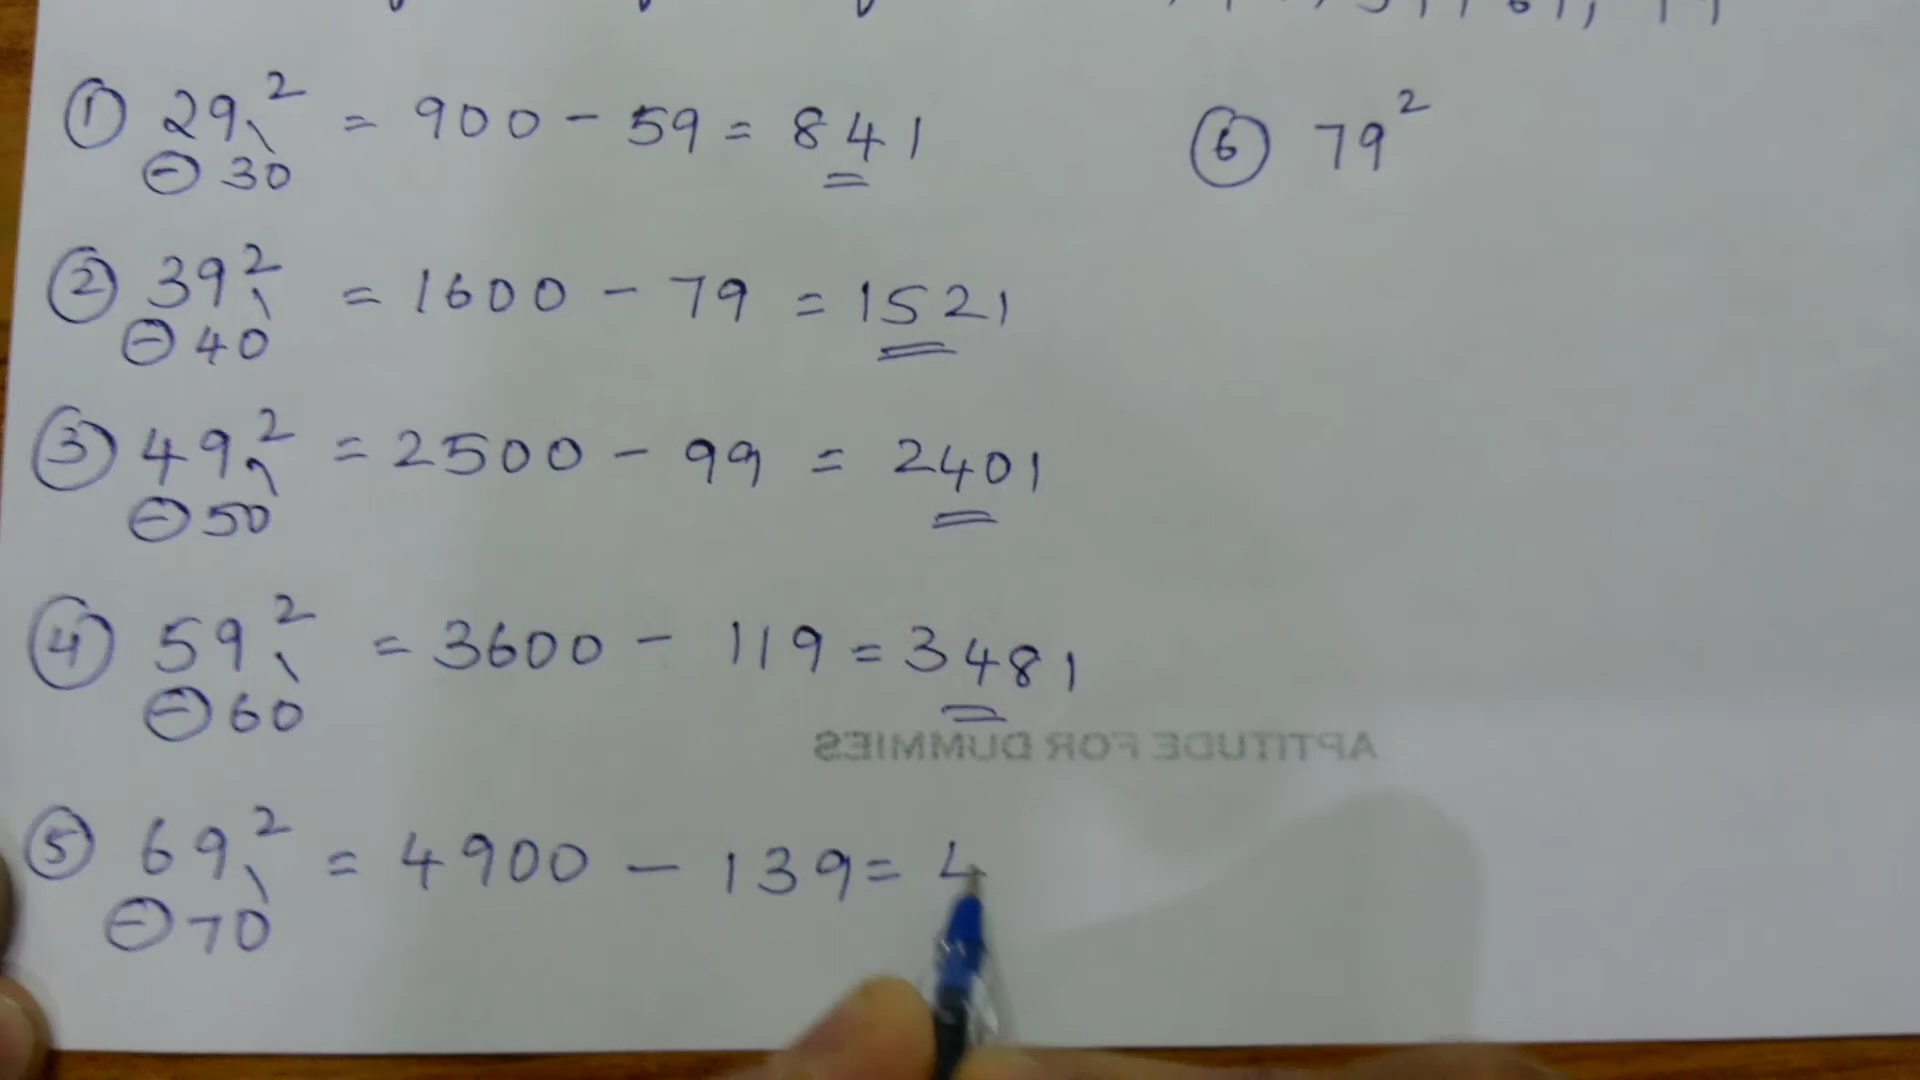 ① 29² = 900 - 59 = 841
⊖ 30
② 39² = 1600 - 79 = 1521
⊖ 40
③ 49² = 2500 - 99 = 2401
⊖ 50
④ 59² = 3600 - 119 = 3481
⊖ 60
APTITUDE FOR DUMMIES
⑤ 69² = 4900 - 139 = 4
⊖ 70
⑥ 79²